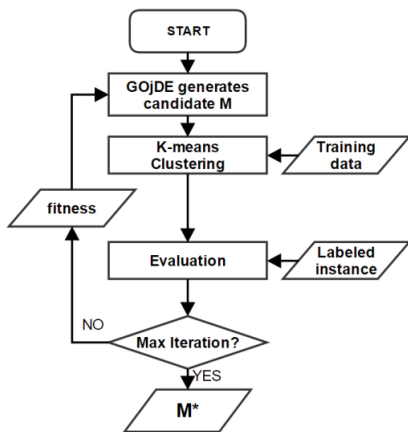 START
GOjDE generates
candidate M
K-means
Clustering
Training
data
fitness
Evaluation
Labeled
instance
NO
Max Iteration?
YES
M*